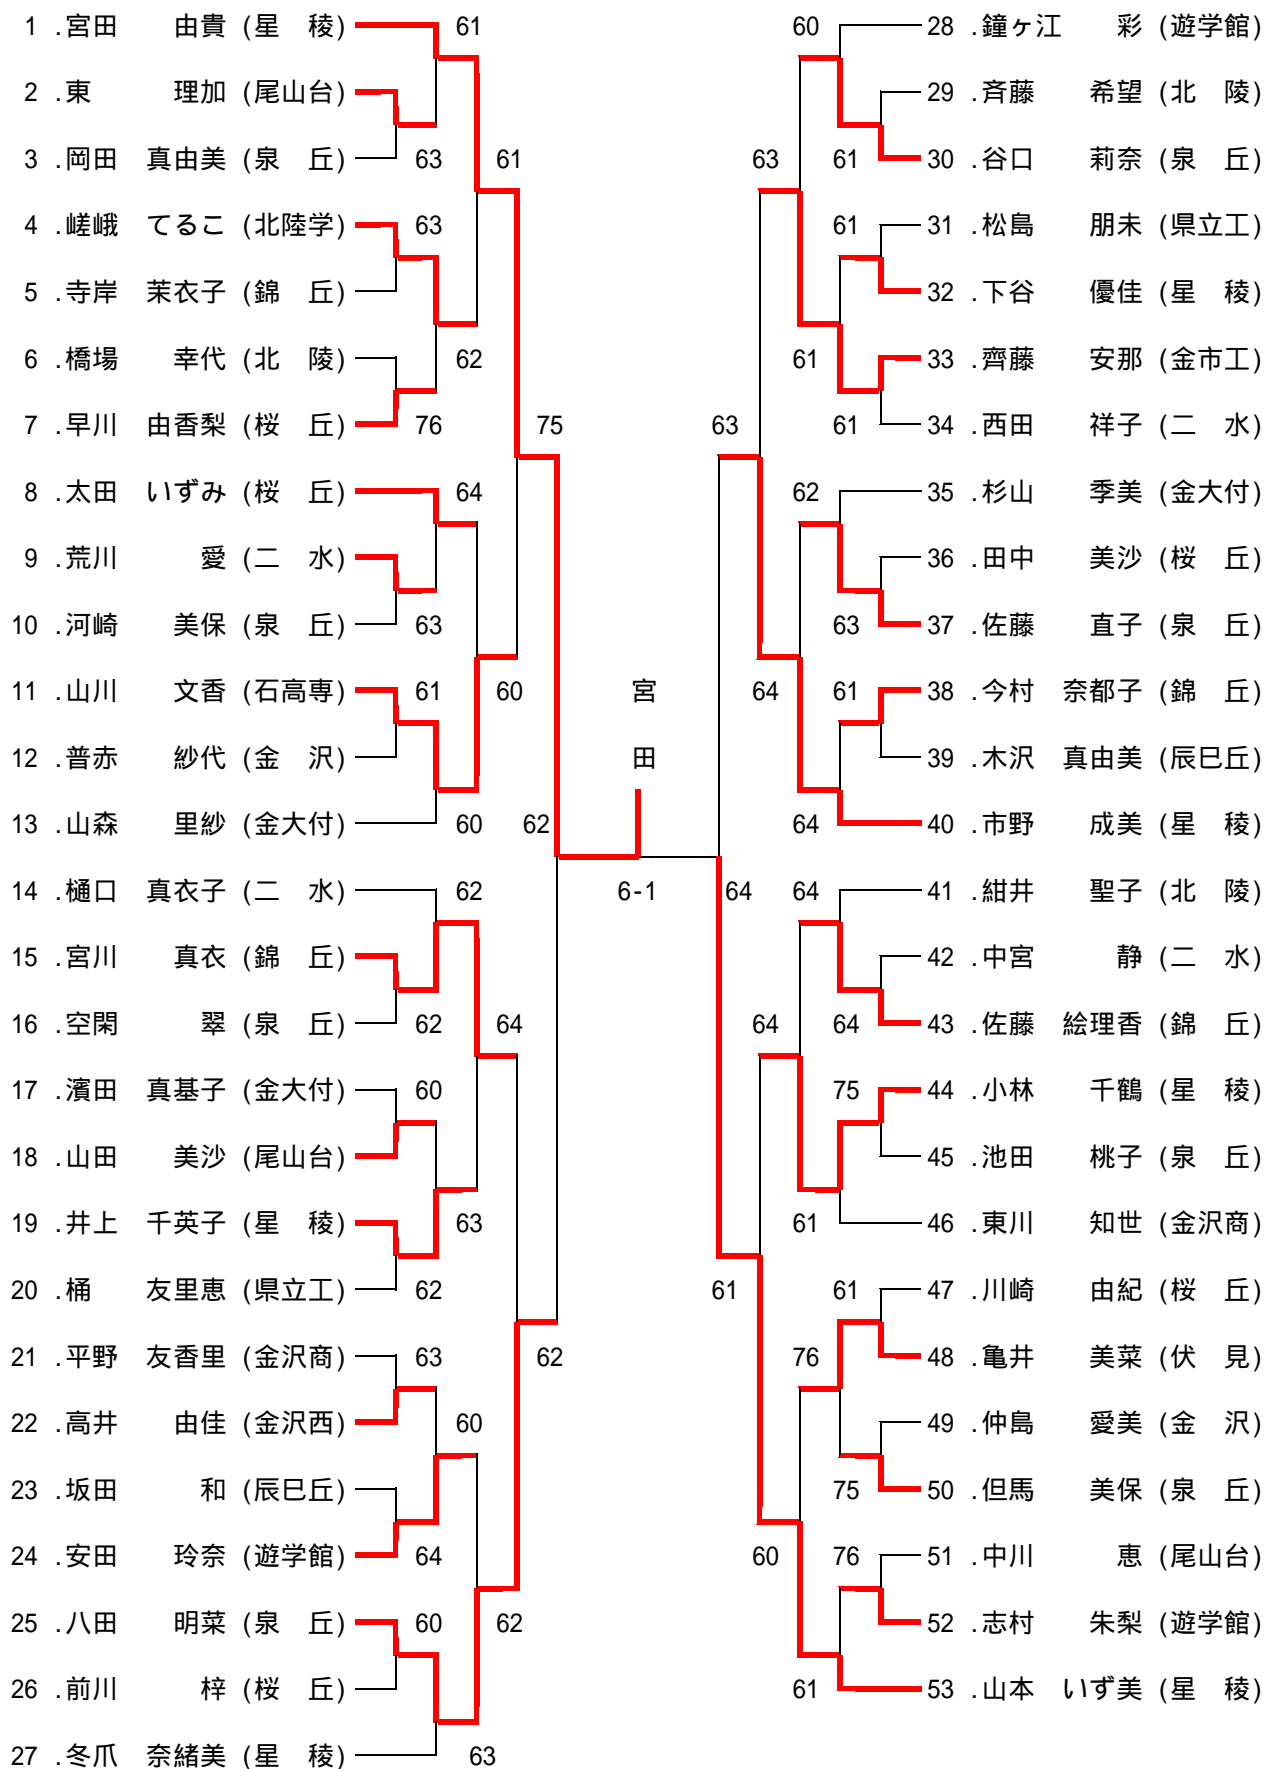 1 .宮田 由貴 (星 稜) 61
2 .東 理加 (尾山台)
3 .岡田 真由美 (泉 丘) 63 61
4 .嵯峨 てるこ (北陸学) 63
5 .寺岸 茉衣子 (錦 丘)
6 .橋場 幸代 (北 陵) 62
7 .早川 由香梨 (桜 丘) 76 75
8 .太田 いずみ (桜 丘) 64
9 .荒川 愛 (二 水)
10 .河崎 美保 (泉 丘) 63
11 .山川 文香 (石高専) 61 60
12 .普赤 紗代 (金 沢)
13 .山森 里紗 (金大付) 60 62
14 .樋口 真衣子 (二 水) 62
15 .宮川 真衣 (錦 丘)
16 .空閑 翠 (泉 丘) 62 64
17 .濱田 真基子 (金大付) 60
18 .山田 美沙 (尾山台)
19 .井上 千英子 (星 稜) 63
20 .桶 友里恵 (県立工) 62
21 .平野 友香里 (金沢商) 63 62
22 .高井 由佳 (金沢西) 60
23 .坂田 和 (辰巳丘)
24 .安田 玲奈 (遊学館) 64
25 .八田 明菜 (泉 丘) 60 62
26 .前川 梓 (桜 丘)
27 .冬爪 奈緒美 (星 稜) 63
宮
田
6-1
60 28 .鐘ヶ江 彩 (遊学館)
29 .斉藤 希望 (北 陵)
63 61 30 .谷口 莉奈 (泉 丘)
61 31 .松島 朋未 (県立工)
32 .下谷 優佳 (星 稜)
61 33 .齊藤 安那 (金市工)
63 61 34 .西田 祥子 (二 水)
62 35 .杉山 季美 (金大付)
36 .田中 美沙 (桜 丘)
63 37 .佐藤 直子 (泉 丘)
64 61 38 .今村 奈都子 (錦 丘)
39 .木沢 真由美 (辰巳丘)
64 40 .市野 成美 (星 稜)
64 64 41 .紺井 聖子 (北 陵)
42 .中宮 静 (二 水)
64 64 43 .佐藤 絵理香 (錦 丘)
75 44 .小林 千鶴 (星 稜)
45 .池田 桃子 (泉 丘)
61 46 .東川 知世 (金沢商)
61 61 47 .川崎 由紀 (桜 丘)
76 48 .亀井 美菜 (伏 見)
49 .仲島 愛美 (金 沢)
75 50 .但馬 美保 (泉 丘)
60 76 51 .中川 恵 (尾山台)
52 .志村 朱梨 (遊学館)
61 53 .山本 いず美 (星 稜)